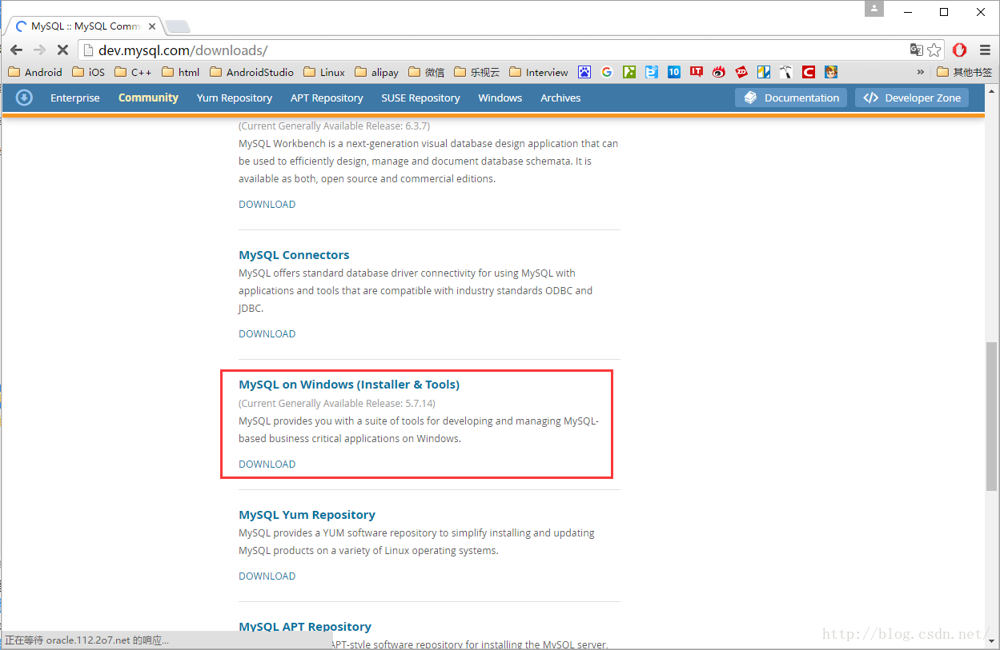 MySQL :: MySQL Comm
dev.mysql.com/downloads/
Android iOS C++ html AndroidStudio Linux alipay 微信 乐视云 Interview 10 IT » 其他书签
Enterprise Community Yum Repository APT Repository SUSE Repository Windows Archives Documentation Developer Zone
(Current Generally Available Release: 6.3.7)
MySQL Workbench is a next-generation visual database design application that can
be used to efficiently design, manage and document database schemata. It is
available as both, open source and commercial editions.
DOWNLOAD
MySQL Connectors
MySQL offers standard database driver connectivity for using MySQL with
applications and tools that are compatible with industry standards ODBC and
JDBC.
DOWNLOAD
MySQL on Windows (Installer & Tools)
(Current Generally Available Release: 5.7.14)
MySQL provides you with a suite of tools for developing and managing MySQL-
based business critical applications on Windows.
DOWNLOAD
MySQL Yum Repository
MySQL provides a YUM software repository to simplify installing and updating
MySQL products on a variety of Linux operating systems.
DOWNLOAD
MySQL APT Repository
APT-style software repository for installing the MySQL server,
正在等待 oracle.112.2o7.net 的响应...
http://blog.csdn.net/